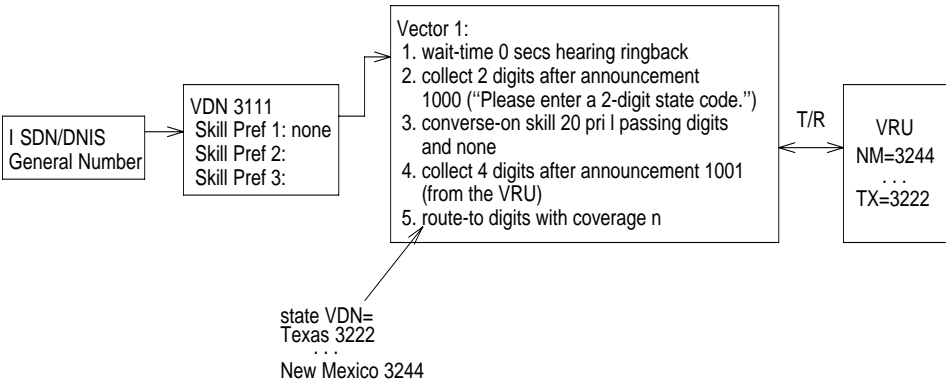 I SDN/DNIS
General Number
VDN 3111
Skill Pref 1: none
Skill Pref 2:
Skill Pref 3:
Vector 1:
1. wait-time 0 secs hearing ringback
2. collect 2 digits after announcement
1000 (“Please enter a 2-digit state code.”)
3. converse-on skill 20 pri l passing digits
and none
4. collect 4 digits after announcement 1001
(from the VRU)
5. route-to digits with coverage n
T/R
VRU
NM=3244
. . .
TX=3222
state VDN=
Texas 3222
. . .
New Mexico 3244